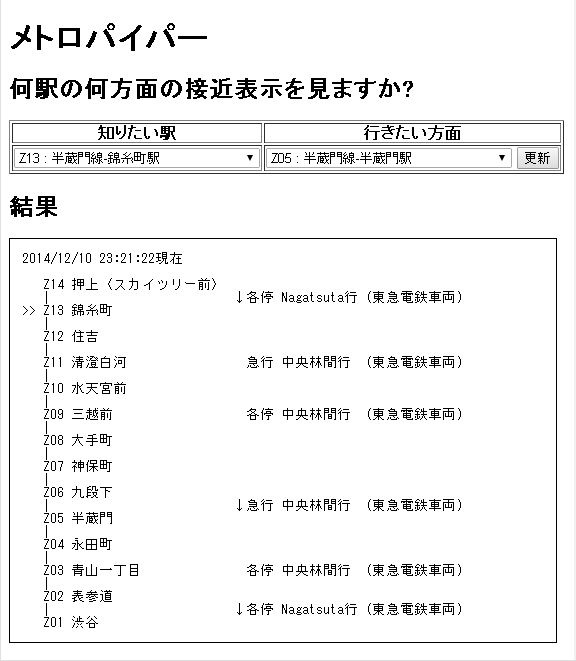 メトロパイパー
何駅の何方面の接近表示を見ますか?
知りたい駅 行きたい方面
Z13 : 半蔵門線-錦糸町駅 ▼ Z05 : 半蔵門線-半蔵門駅 ▼ 更新
結果
2014/12/10 23:21:22現在
Z14 押上〈スカイツリー前〉
| ↓各停 Nagatsuta行 (東急電鉄車両)
>> Z13 錦糸町
|
Z12 住吉
|
Z11 清澄白河 急行 中央林間行 (東急電鉄車両)
|
Z10 水天宮前
|
Z09 三越前 各停 中央林間行 (東急電鉄車両)
|
Z08 大手町
|
Z07 神保町
|
Z06 九段下
| ↓急行 中央林間行 (東急電鉄車両)
Z05 半蔵門
|
Z04 永田町
|
Z03 青山一丁目 各停 中央林間行 (東急電鉄車両)
|
Z02 表参道
| ↓各停 Nagatsuta行 (東急電鉄車両)
Z01 渋谷